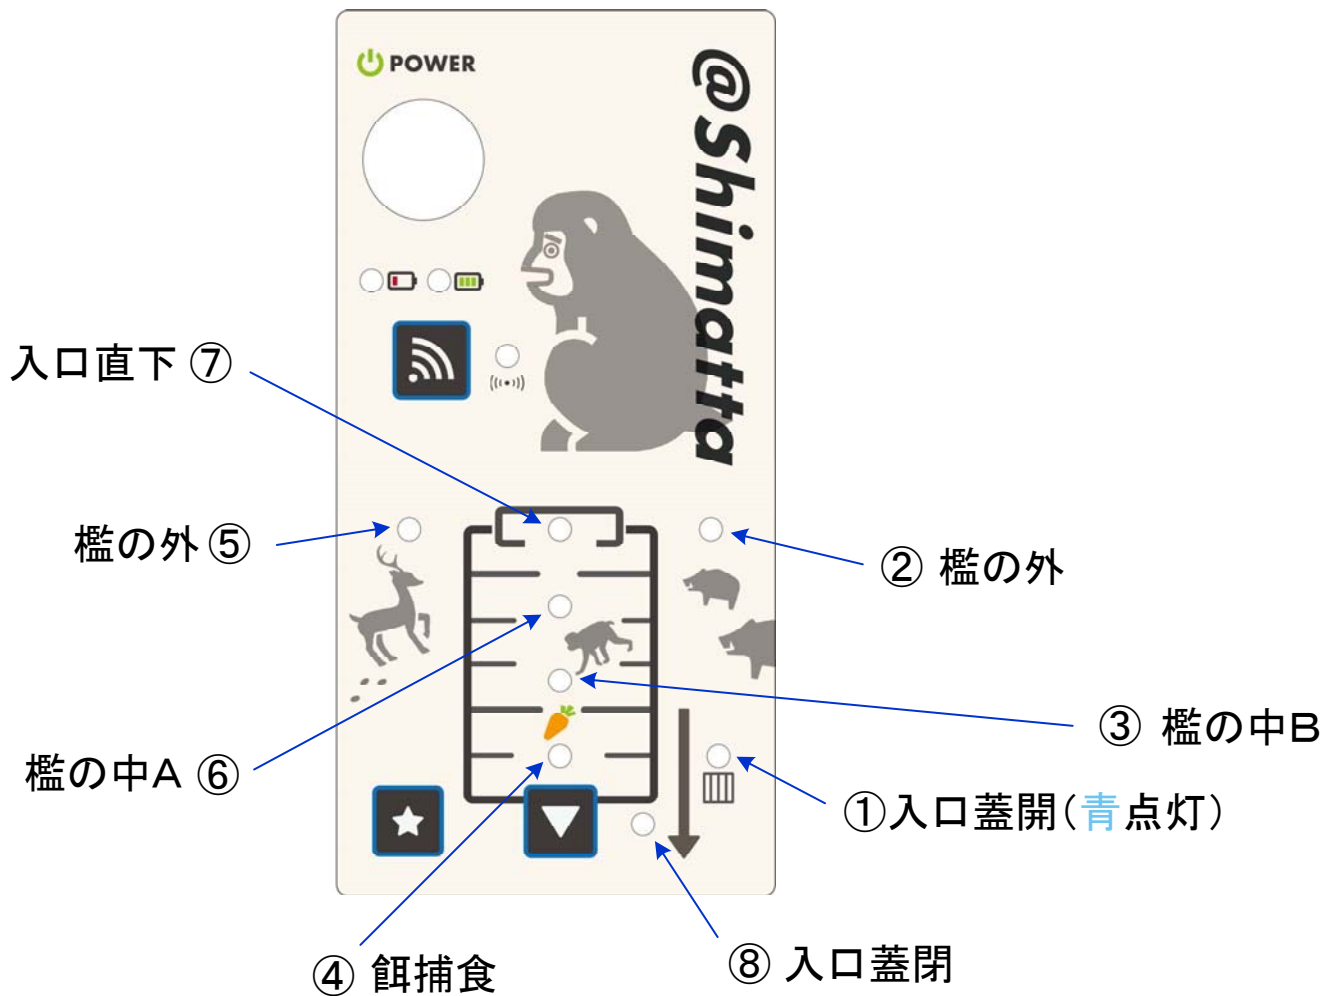 POWER
@Shimatta
入口直下 ⑦
檻の外 ⑤
② 檻の外
③ 檻の中B
檻の中A ⑥
①入口蓋開(青点灯)
⑧ 入口蓋閉
④ 餌捕食